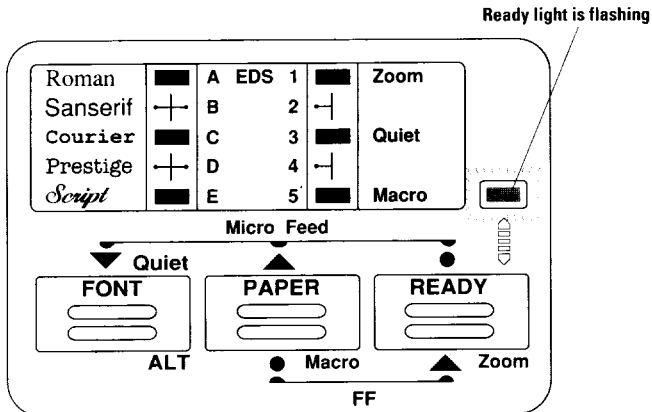 Ready light is flashing
Roman A EDS 1 Zoom
Sanserif B 2
Courier C 3 Quiet
Prestige D 4
Script E 5 Macro
Micro Feed
Quiet
FONT PAPER READY
ALT Macro Zoom
FF